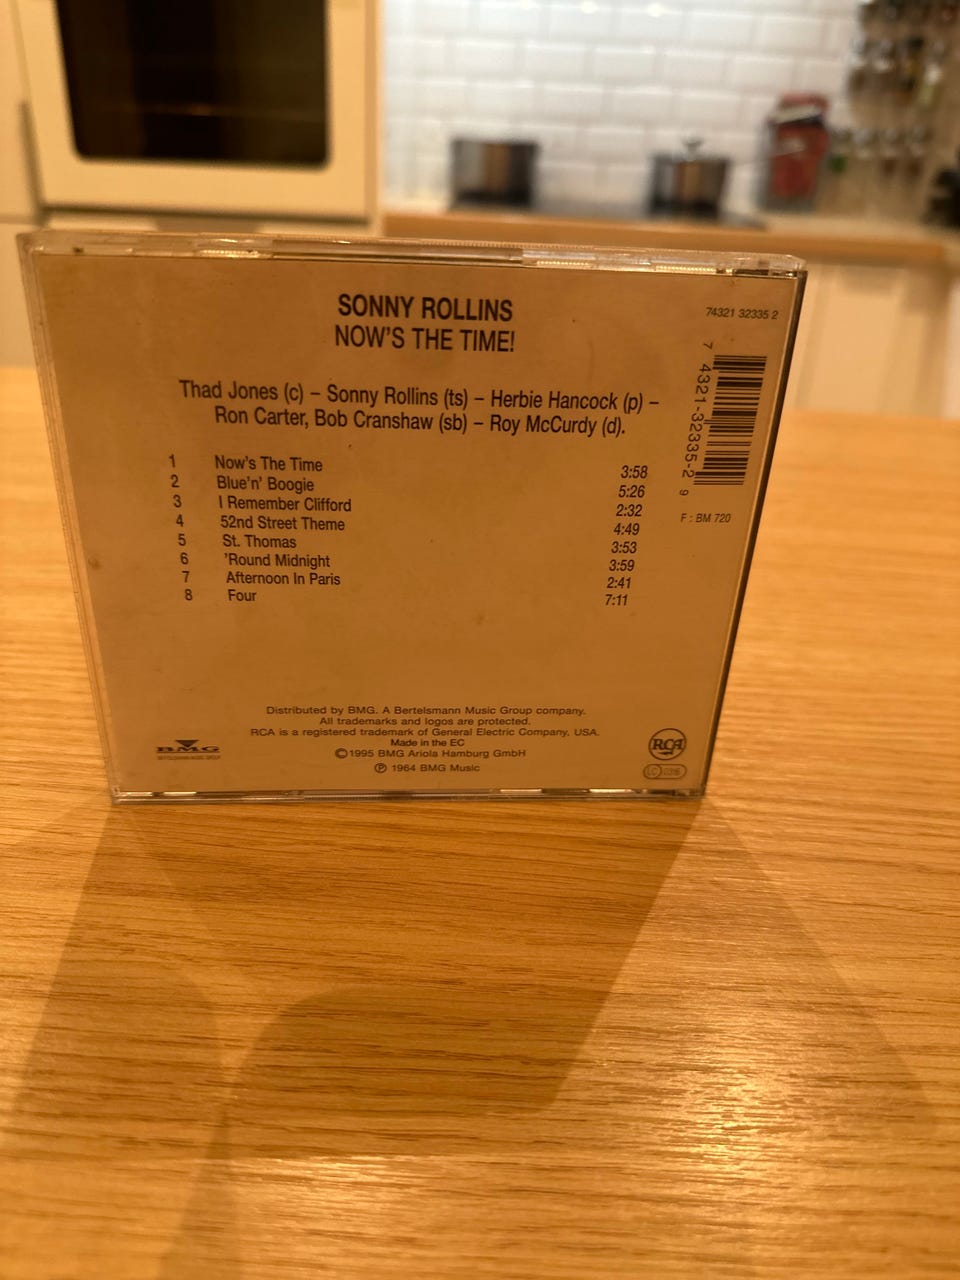 SONNY ROLLINS
NOW'S THE TIME!
74321 32335 2
Thad Jones (c) – Sonny Rollins (ts) – Herbie Hancock (p) –
Ron Carter, Bob Cranshaw (sb) – Roy McCurdy (d).
7 4321-32335-2 9
F : BM 720
1 Now's The Time 3:58
2 Blue'n' Boogie 5:26
3 I Remember Clifford 2:32
4 52nd Street Theme 4:49
5 St. Thomas 3:53
6 'Round Midnight 3:59
7 Afternoon In Paris 2:41
8 Four 7:11
Distributed by BMG. A Bertelsmann Music Group company.
All trademarks and logos are protected.
RCA is a registered trademark of General Electric Company, USA.
Made in the EC
©1995 BMG Ariola Hamburg GmbH
℗ 1964 BMG Music
BMG
BERTELSMANN MUSIC GROUP
RCA
LC 0316